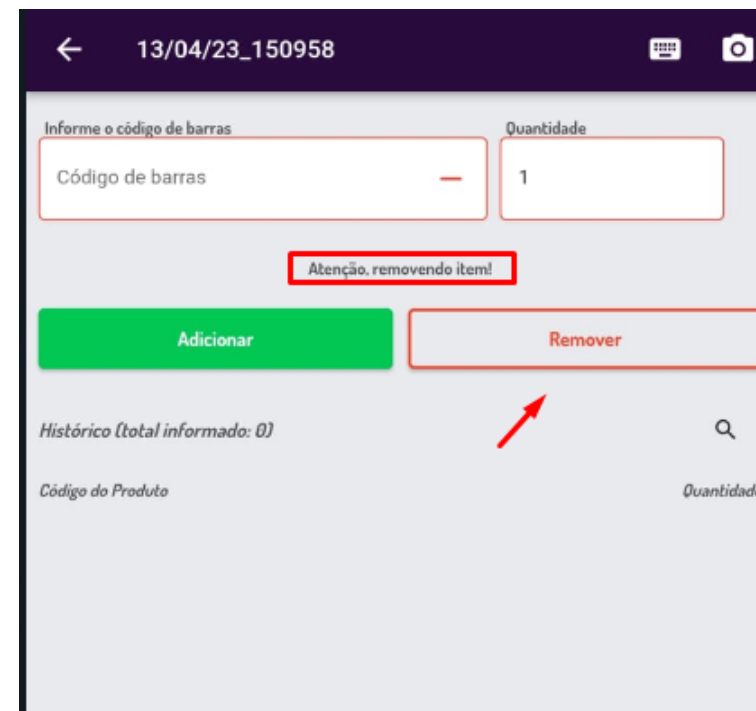 13/04/23_150958
Informe o código de barras Quantidade
Código de barras 1
Atenção, removendo item!
Adicionar Remover
Histórico (total informado: 0)
Código do Produto Quantidade